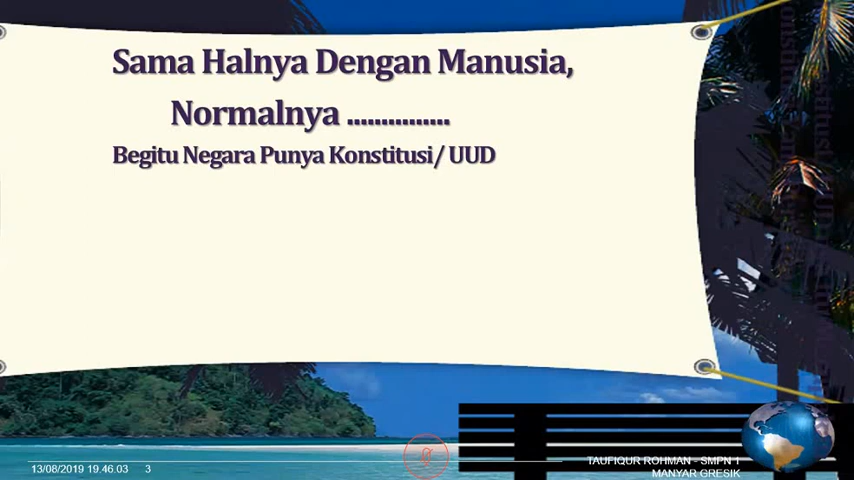 Sama Halnya Dengan Manusia,
Normalnya ...............
Begitu Negara Punya Konstitusi/ UUD
13/08/2019 19.46.03 3
TAUFIQUR ROHMAN - SMPN 1
MANYAR GRESIK